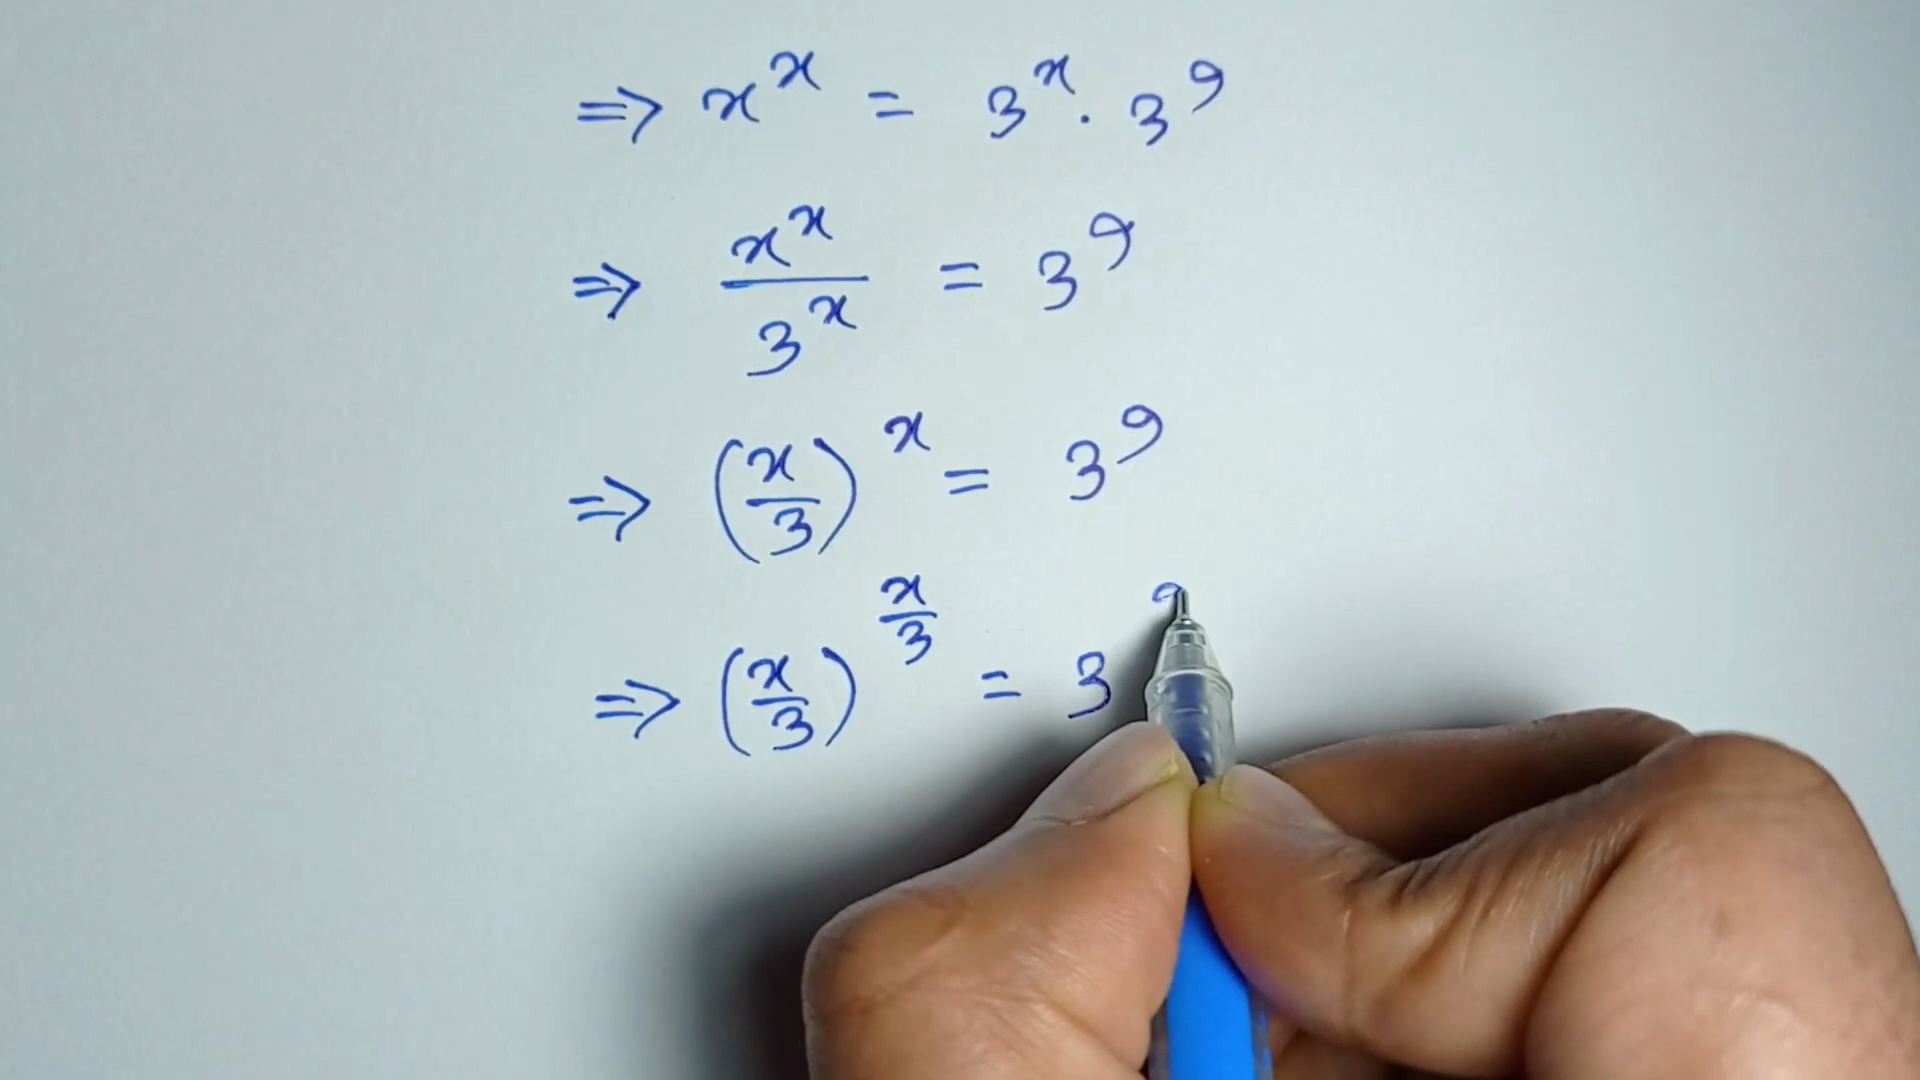 ⇒ x^x = 3^x · 3^9
⇒ x^x / 3^x = 3^9
⇒ (x/3)^x = 3^9
⇒ (x/3)^(x/3) = 3